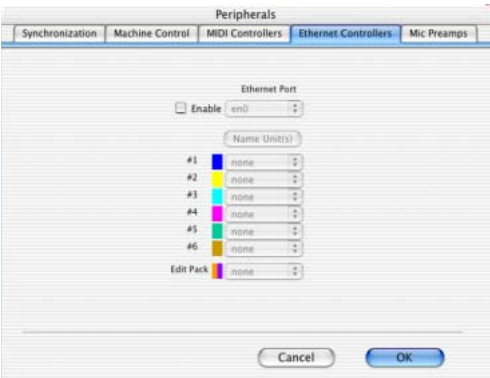 Peripherals
Synchronization Machine Control MIDI Controllers Ethernet Controllers Mic Preamps
Ethernet Port
Enable en0
Name Unit(s)
#1 none
#2 none
#3 none
#4 none
#5 none
#6 none
Edit Pack none
Cancel OK